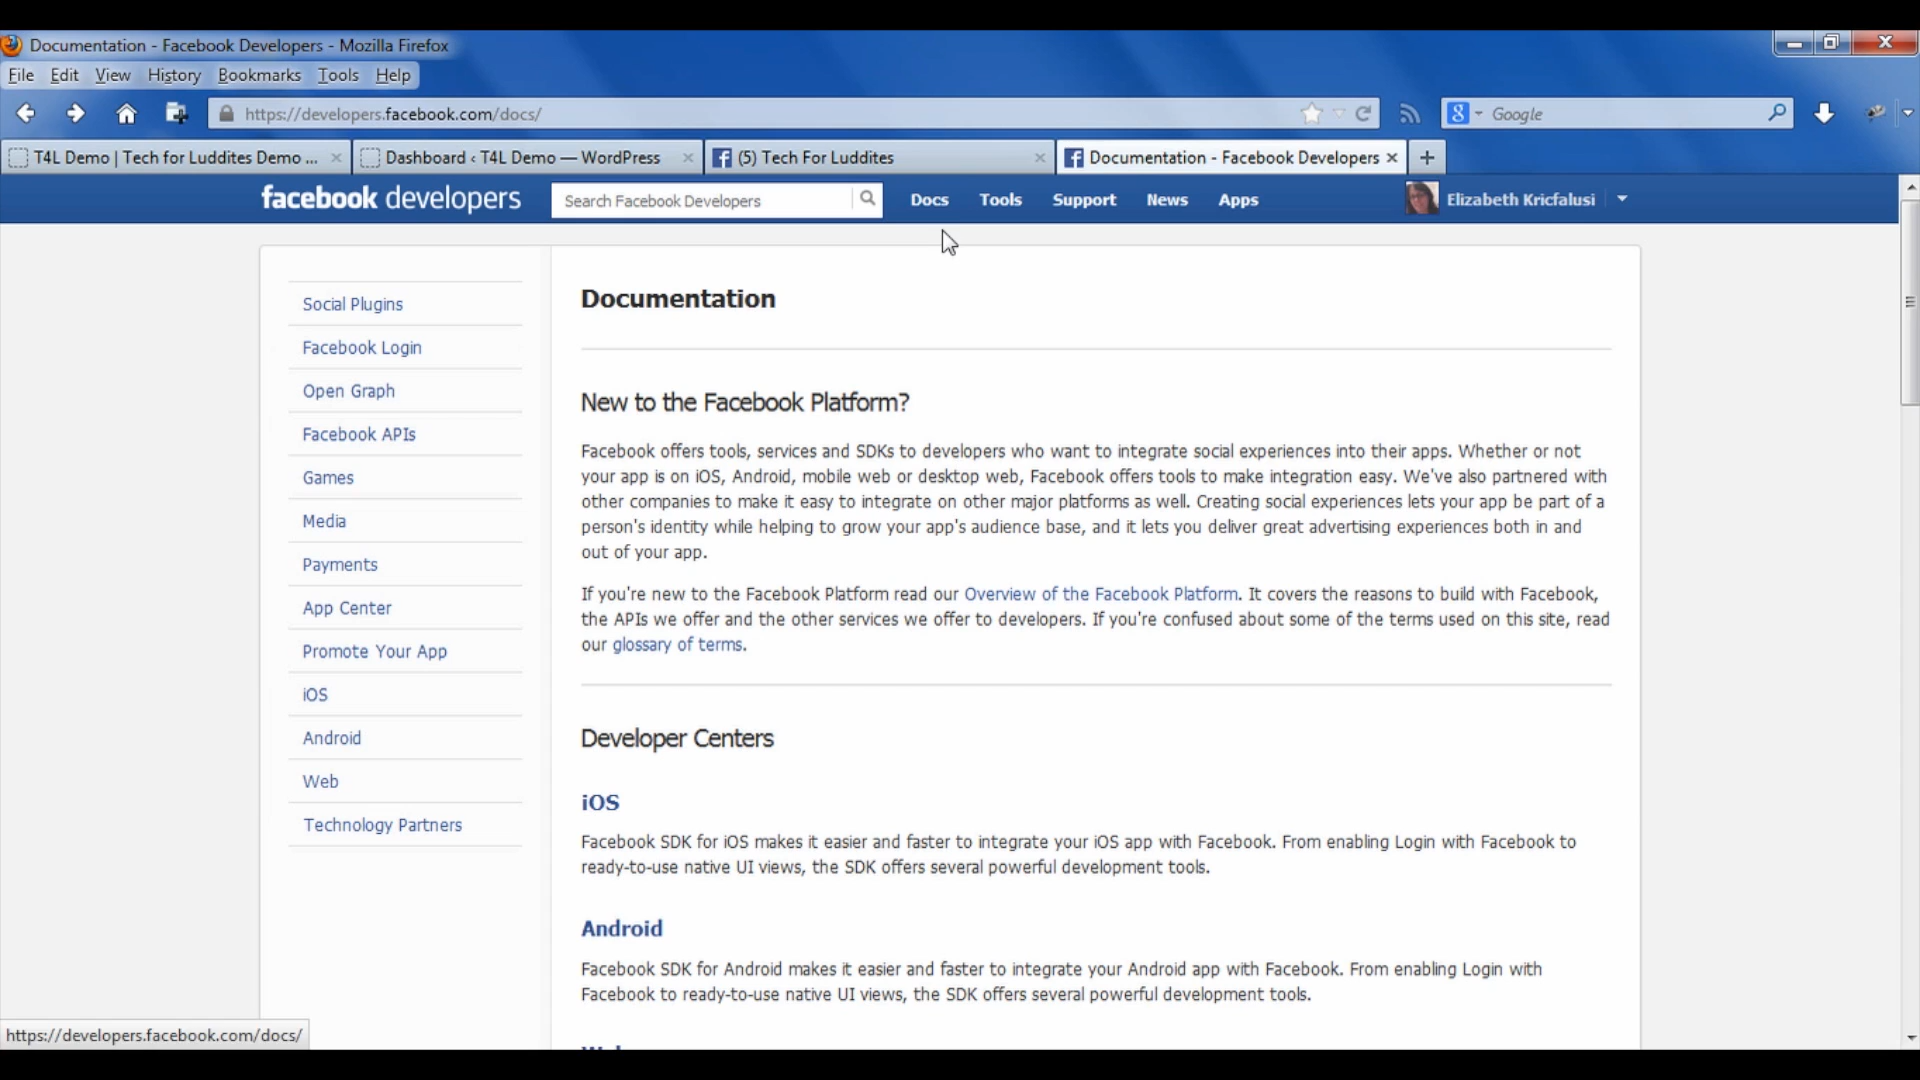 Documentation - Facebook Developers - Mozilla Firefox
File Edit View History Bookmarks Tools Help
https://developers.facebook.com/docs/
Google
T4L Demo | Tech for Luddites Demo ...
Dashboard ‹ T4L Demo — WordPress
(5) Tech For Luddites
Documentation - Facebook Developers
facebook developers
Search Facebook Developers
Docs Tools Support News Apps
Elizabeth Kricfalusi
Social Plugins
Facebook Login
Open Graph
Facebook APIs
Games
Media
Payments
App Center
Promote Your App
iOS
Android
Web
Technology Partners
Documentation
New to the Facebook Platform?
Facebook offers tools, services and SDKs to developers who want to integrate social experiences into their apps. Whether or not
your app is on iOS, Android, mobile web or desktop web, Facebook offers tools to make integration easy. We've also partnered with
other companies to make it easy to integrate on other major platforms as well. Creating social experiences lets your app be part of a
person's identity while helping to grow your app's audience base, and it lets you deliver great advertising experiences both in and
out of your app.
If you're new to the Facebook Platform read our Overview of the Facebook Platform. It covers the reasons to build with Facebook,
the APIs we offer and the other services we offer to developers. If you're confused about some of the terms used on this site, read
our glossary of terms.
Developer Centers
iOS
Facebook SDK for iOS makes it easier and faster to integrate your iOS app with Facebook. From enabling Login with Facebook to
ready-to-use native UI views, the SDK offers several powerful development tools.
Android
Facebook SDK for Android makes it easier and faster to integrate your Android app with Facebook. From enabling Login with
Facebook to ready-to-use native UI views, the SDK offers several powerful development tools.
https://developers.facebook.com/docs/